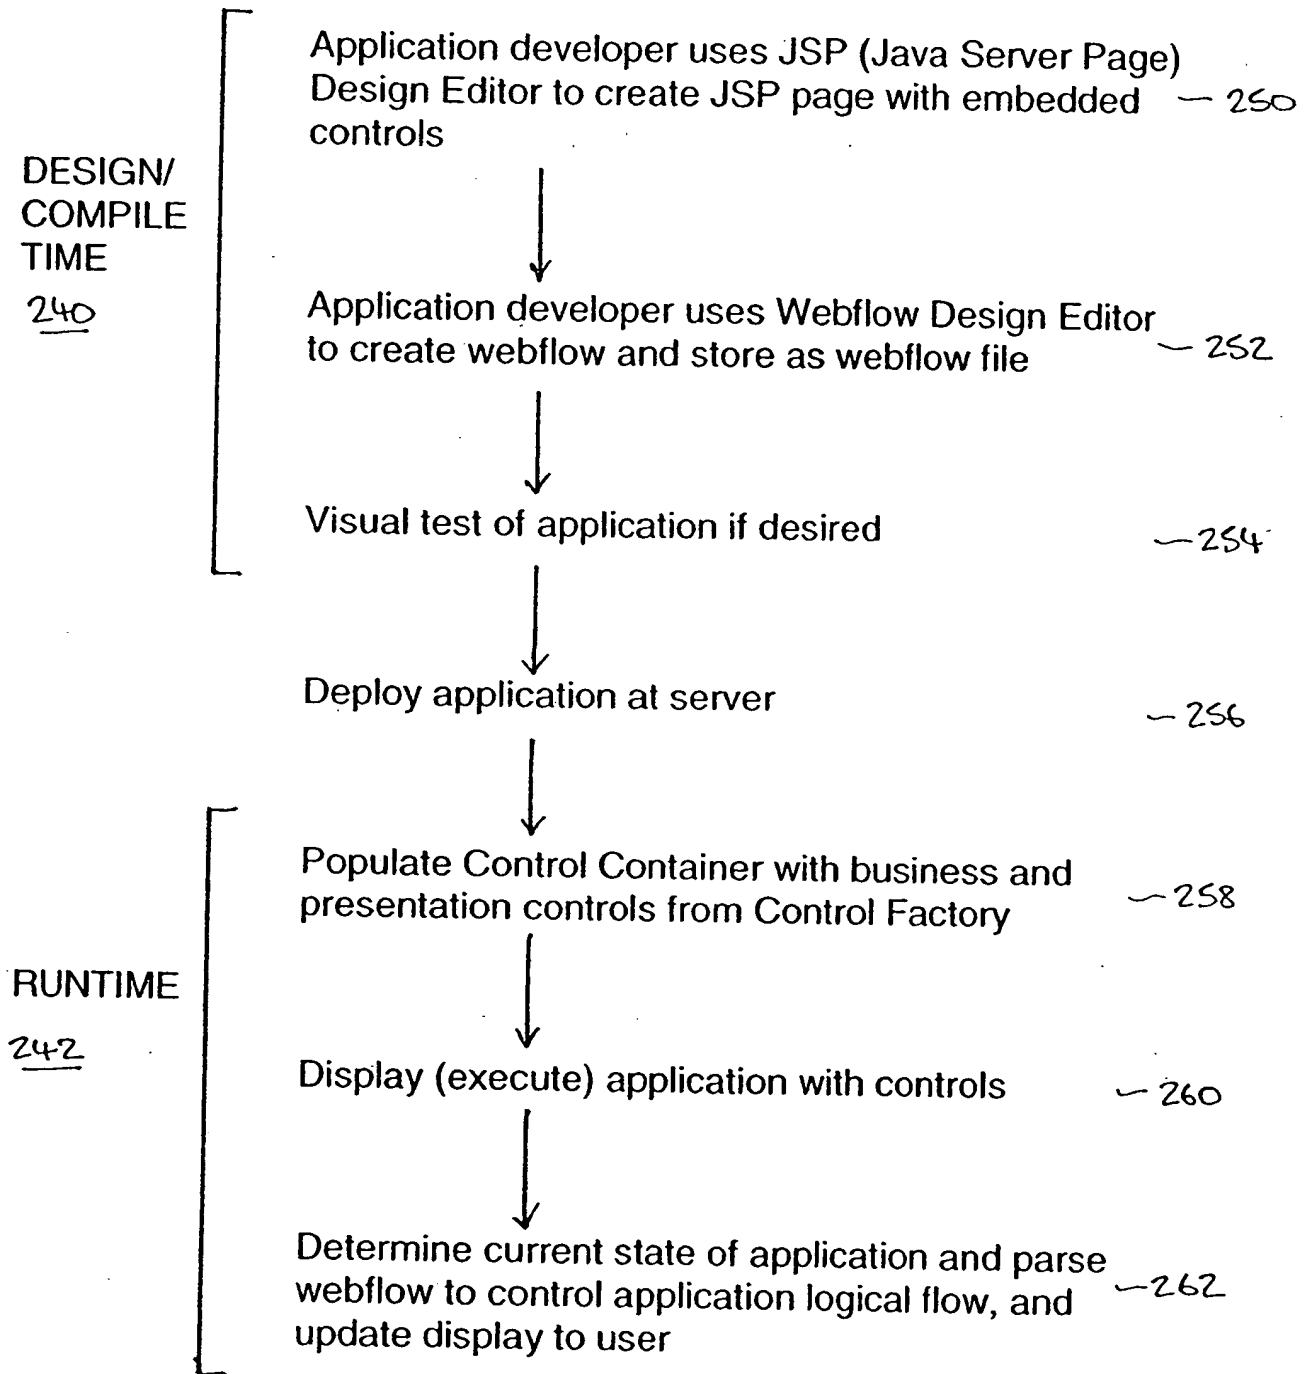 Application developer uses JSP (Java Server Page)
Design Editor to create JSP page with embedded — 250
controls
DESIGN/
COMPILE
TIME
240
Application developer uses Webflow Design Editor
to create webflow and store as webflow file — 252
Visual test of application if desired — 254
Deploy application at server — 256
Populate Control Container with business and
presentation controls from Control Factory — 258
RUNTIME
242
Display (execute) application with controls — 260
Determine current state of application and parse
webflow to control application logical flow, and — 262
update display to user